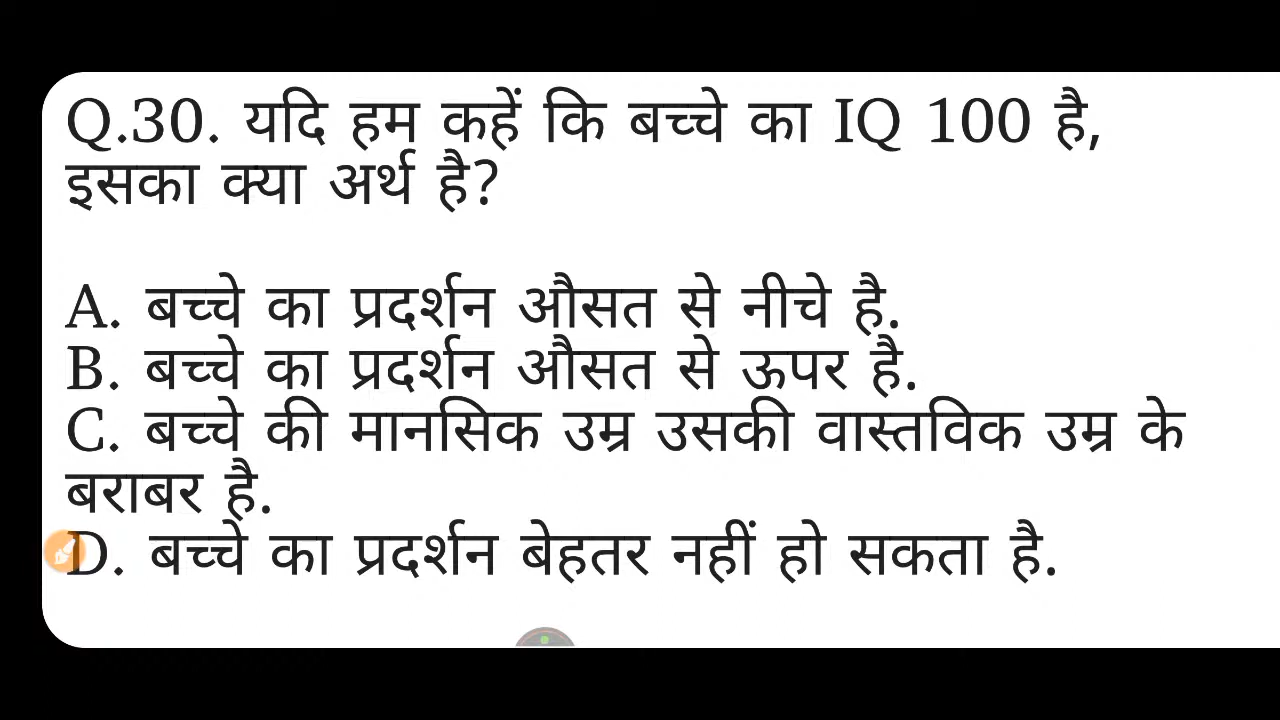 Q.30. यदि हम कहें कि बच्चे का IQ 100 है,
इसका क्या अर्थ है?
A. बच्चे का प्रदर्शन औसत से नीचे है.
B. बच्चे का प्रदर्शन औसत से ऊपर है.
C. बच्चे की मानसिक उम्र उसकी वास्तविक उम्र के
बराबर है.
D. बच्चे का प्रदर्शन बेहतर नहीं हो सकता है.